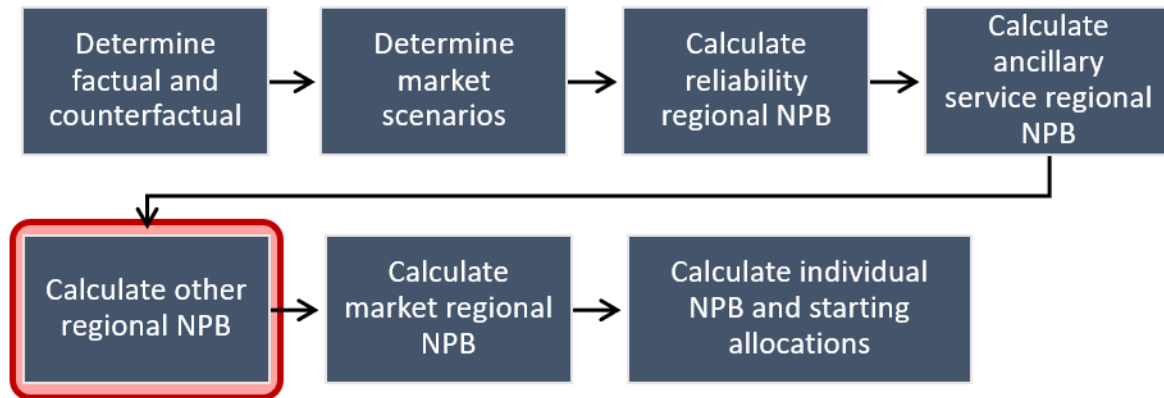 Determine
factual and
counterfactual
Determine
market
scenarios
Calculate
reliability
regional NPB
Calculate
ancillary
service regional
NPB
Calculate other
regional NPB
Calculate
market regional
NPB
Calculate individual
NPB and starting
allocations